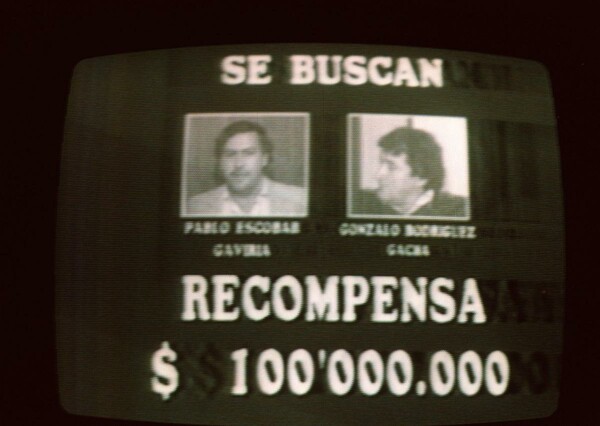 SE BUSCAN
PABLO ESCOBAR GONZALO RODRIGUEZ
GAVIRIA GACHA
RECOMPENSA
$ 100'000.000